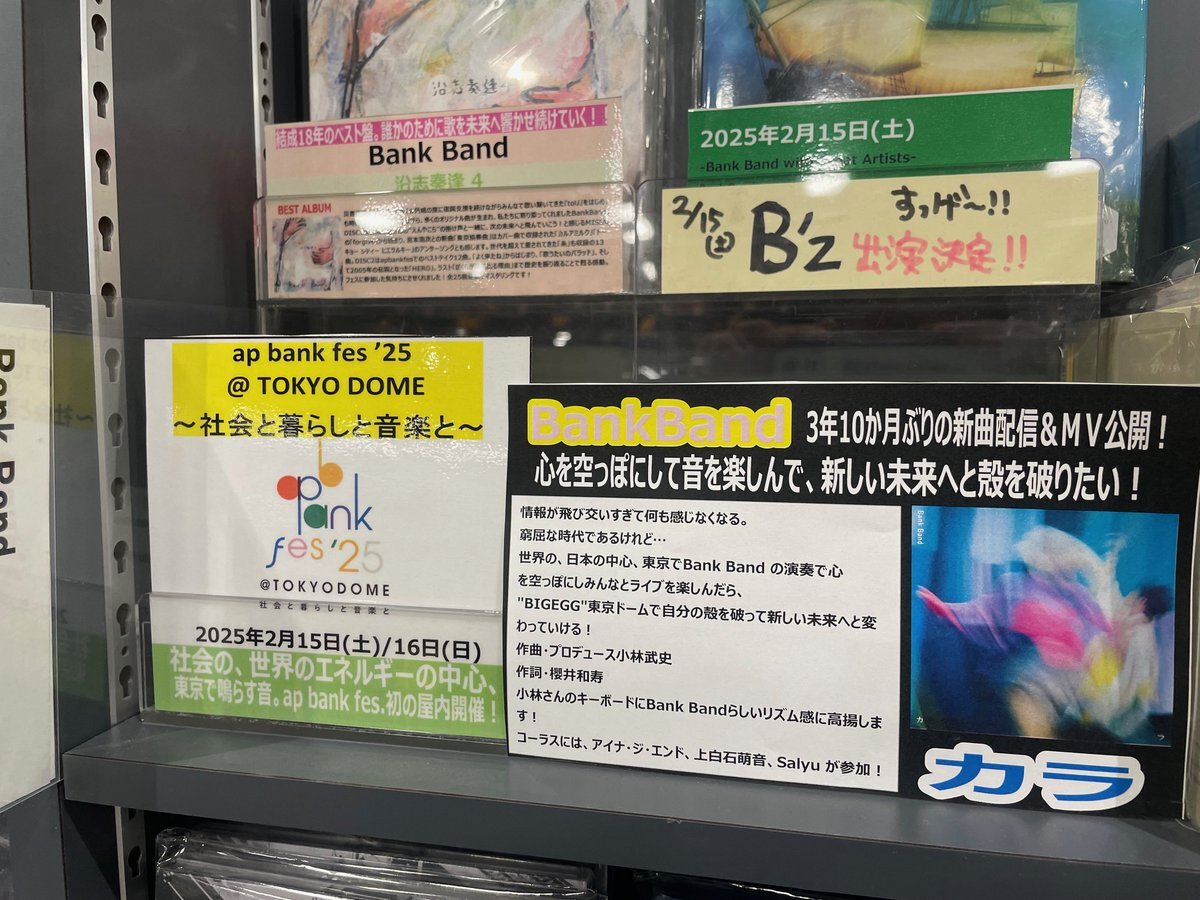 沿志奏逢4
結成18年のベスト盤。誰かのために歌を未来へ響かせ続けていく！！
Bank Band
沿志奏逢 4
BEST ALBUM
2025年2月15日(土)
-Bank Band with Artists-
2/15
(土)
B'z
すっげ〜!!
出演決定!!
Bank Band
ap bank fes ’25
@ TOKYO DOME
～社会と暮らしと音楽と～
ap bank
fes ’25
@TOKYODOME
社会と暮らしと音楽と
2025年2月15日(土)/16日(日)
社会の、世界のエネルギーの中心、
東京で鳴らす音。ap bank fes.初の屋内開催！
BankBand 3年10か月ぶりの新曲配信＆ＭＶ公開！
心を空っぽにして音を楽しんで、新しい未来へと殻を破りたい！
情報が飛び交いすぎて何も感じなくなる。
窮屈な時代であるけれど…
世界の、日本の中心、東京でBank Band の演奏で心
を空っぽにしみんなとライブを楽しんだら、
"BIGEGG"東京ドームで自分の殻を破って新しい未来へと変
わっていける！
作曲・プロデュース小林武史
作詞・櫻井和寿
小林さんのキーボードにBank Bandらしいリズム感に高揚しま
す！
コーラスには、アイナ・ジ・エンド、上白石萌音、Salyu が参加！
Bank Band
カ
ラ
カラ